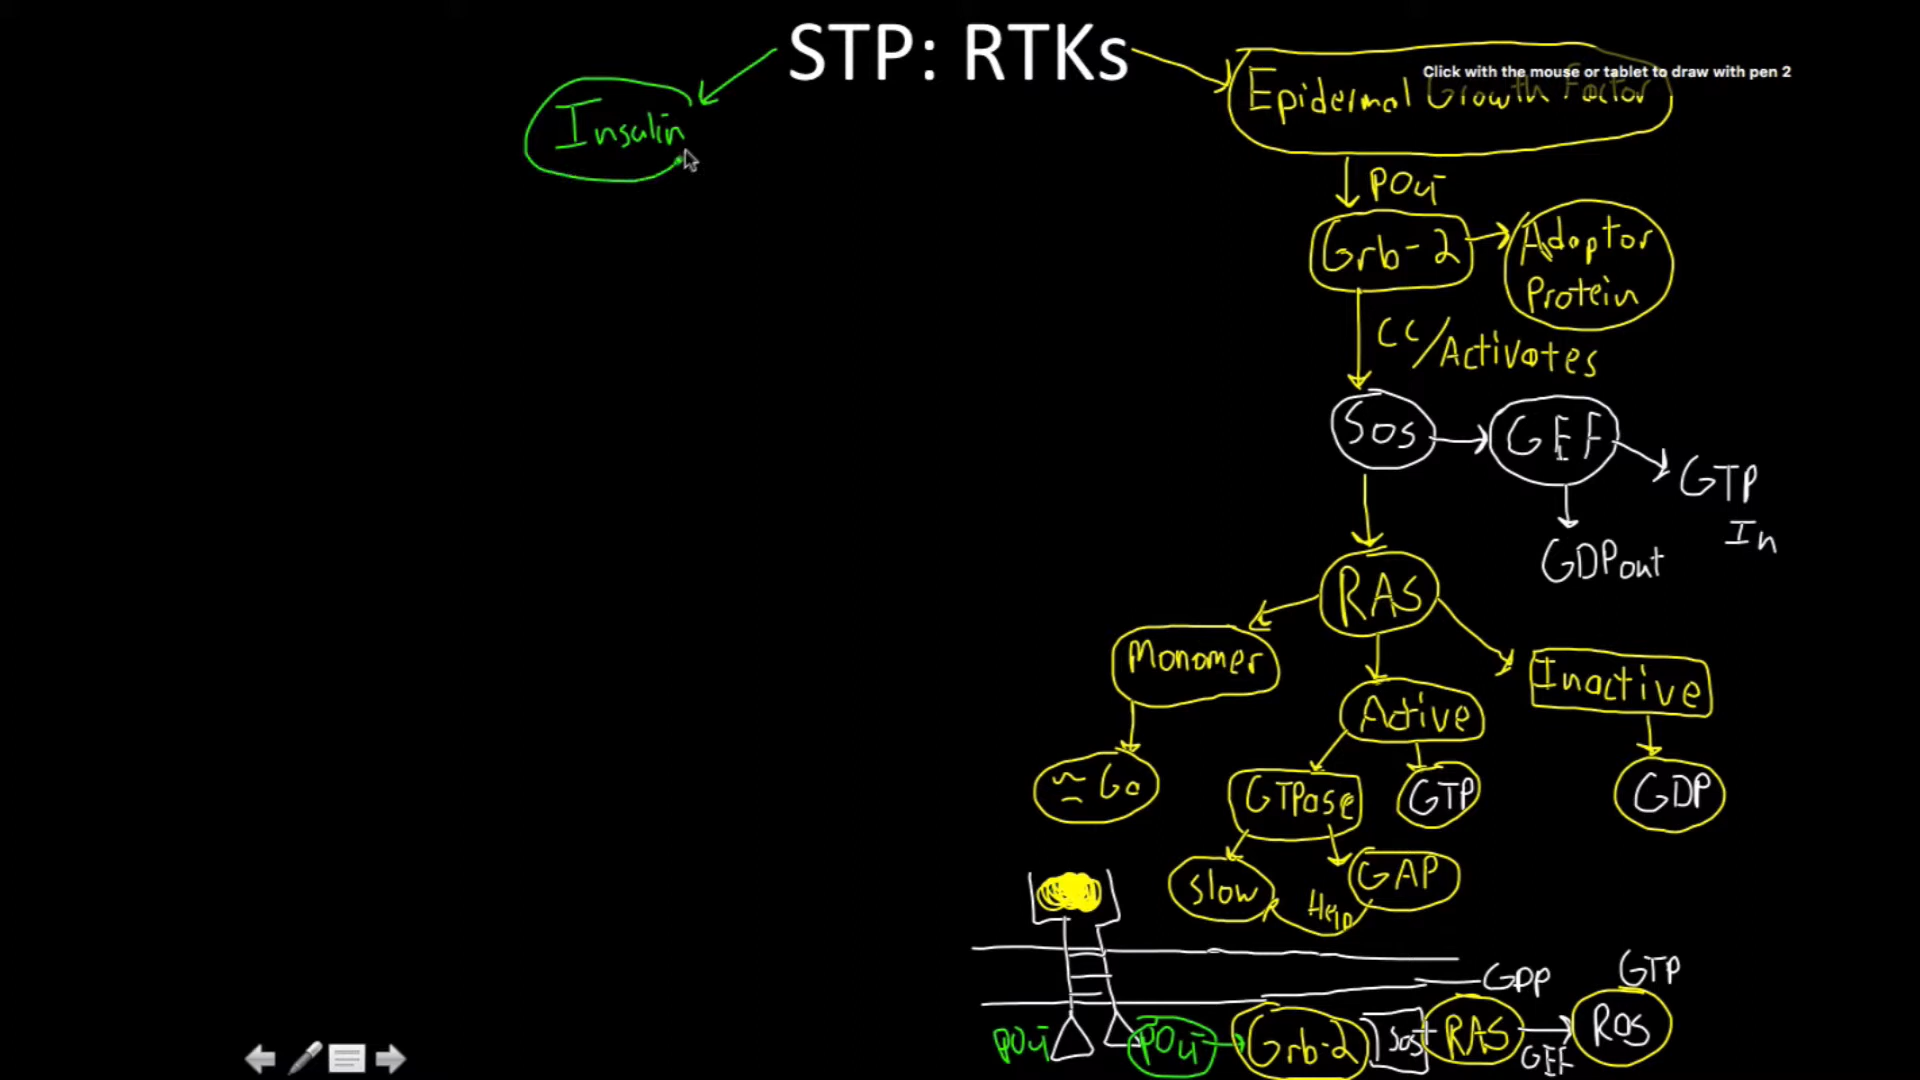 STP: RTKs
Insulin
Epidermal Growth Factor
Click with the mouse or tablet to draw with pen 2
PO4-
Grb-2
Adaptor
Protein
CC/Activates
Sos
GEF
GTP
In
GDPout
RAS
Monomer
Active
Inactive
≃ Gα
GTPase
GTP
GDP
slow
Help
GAP
GDP
GTP
PO4-
PO4-
Grb-2
Sos
RAS
GEF
RAS